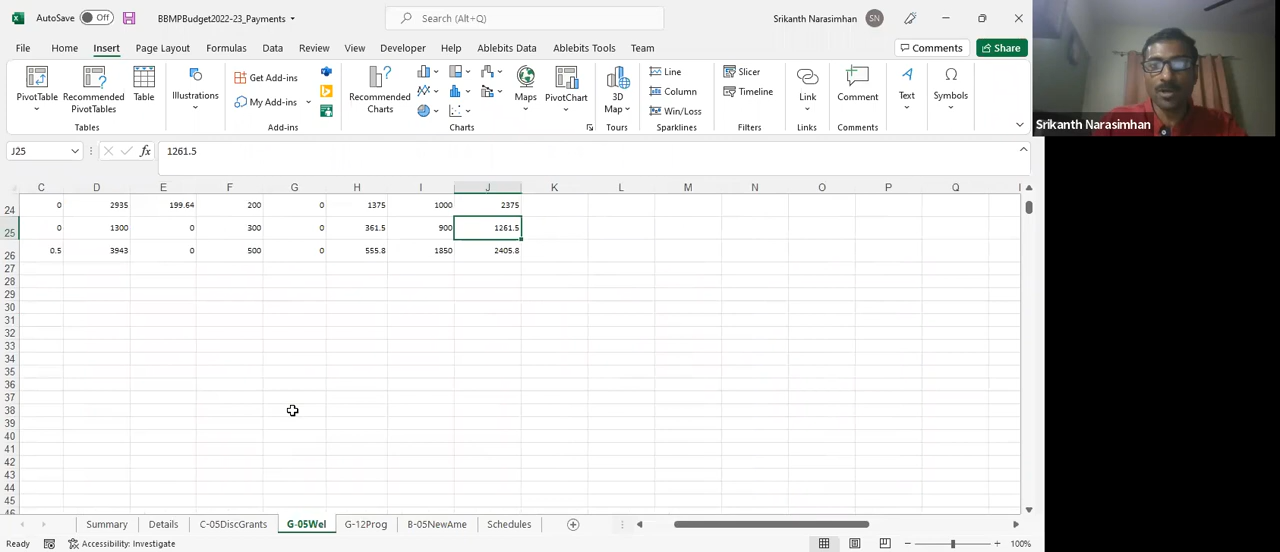 AutoSave Off BBMPBudget2022-23_Payments Search (Alt+Q) Srikanth Narasimhan SN
File Home Insert Page Layout Formulas Data Review View Developer Help Ablebits Data Ablebits Tools Team Comments Share
PivotTable Recommended PivotTables Table Illustrations Get Add-ins My Add-ins Recommended Charts Maps PivotChart 3D Map Line Column Win/Loss Slicer Timeline Link Comment Text Symbols
Tables Add-ins Charts Tours Sparklines Filters Links Comments
Srikanth Narasimhan
J25 fx 1261.5
C D E F G H I J K L M N O P Q
24 0 2935 199.64 200 0 1375 1000 2375
25 0 1300 0 300 0 361.5 900 1261.5
26 0.5 3943 0 500 0 555.8 1850 2405.8
27
28
29
30
31
32
33
34
35
36
37
38
39
40
41
42
43
44
45
46
Summary Details C-05DiscGrants G-05Wel G-12Prog B-05NewAme Schedules
Ready Accessibility: Investigate 100%